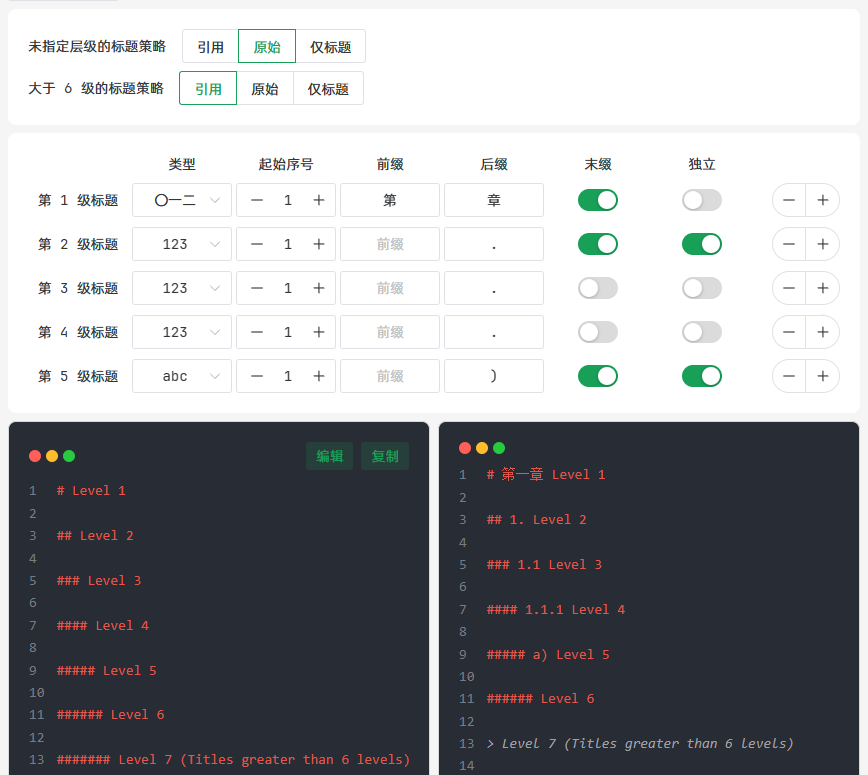 未指定层级的标题策略 引用 原始 仅标题
大于 6 级的标题策略 引用 原始 仅标题
类型 起始序号 前缀 后缀 末缀 独立
第 1 级标题 〇一二 — 1 + 第 章 — +
第 2 级标题 123 — 1 + 前缀 . — +
第 3 级标题 123 — 1 + 前缀 . — +
第 4 级标题 123 — 1 + 前缀 . — +
第 5 级标题 abc — 1 + 前缀 ) — +
编辑 复制
1 # Level 1
2
3 ## Level 2
4
5 ### Level 3
6
7 #### Level 4
8
9 ##### Level 5
10
11 ###### Level 6
12
13 ####### Level 7 (Titles greater than 6 levels)
1 # 第一章 Level 1
2
3 ## 1. Level 2
4
5 ### 1.1 Level 3
6
7 #### 1.1.1 Level 4
8
9 ##### a) Level 5
10
11 ###### Level 6
12
13 > Level 7 (Titles greater than 6 levels)
14